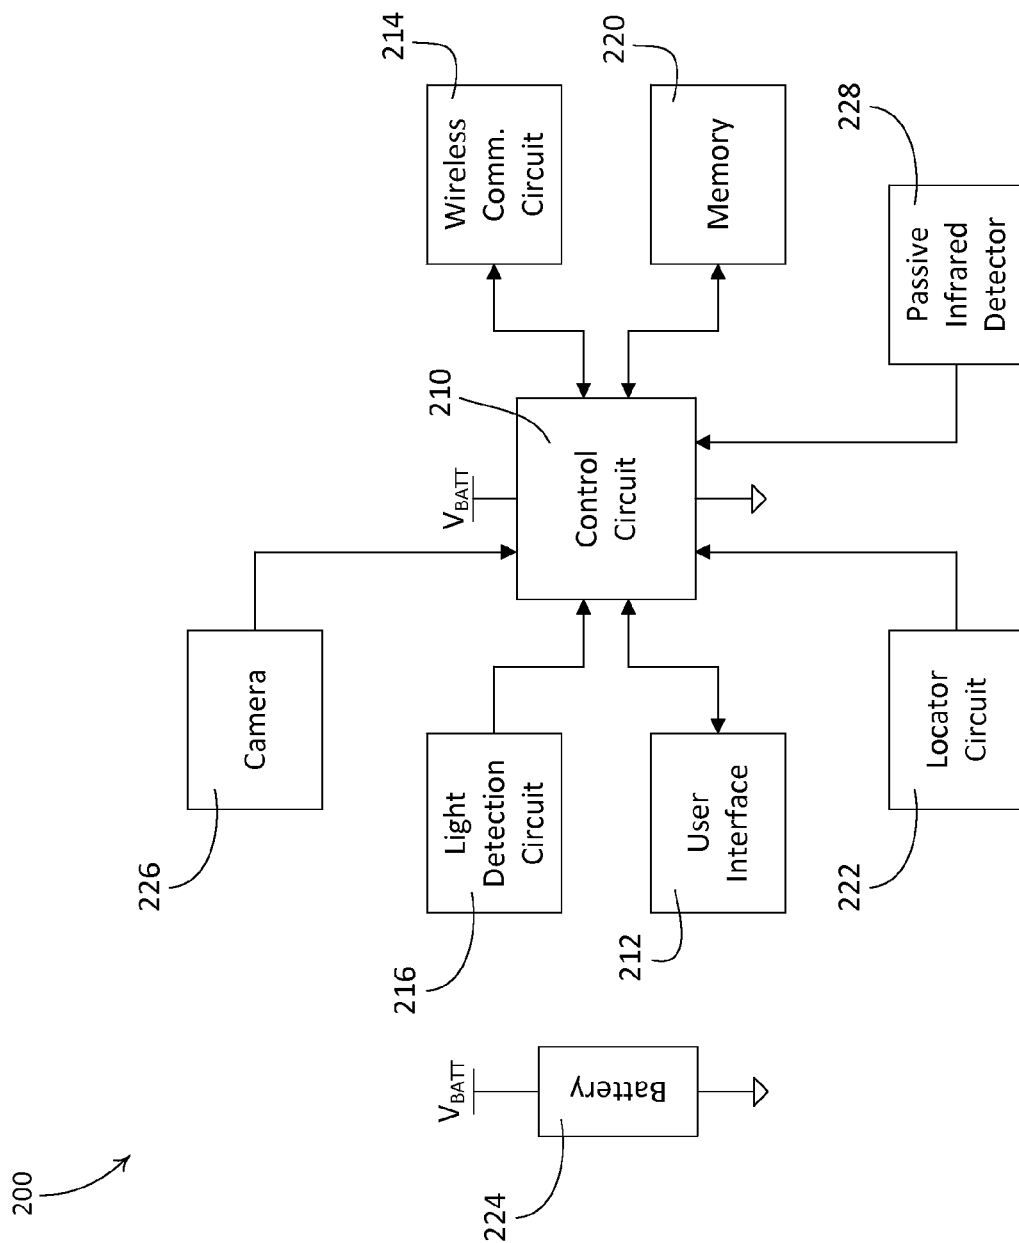 200
226
Camera
214
Wireless
Comm.
Circuit
216
Light
Detection
Circuit
V_BATT
210
Control
Circuit
220
Memory
212
User
Interface
V_BATT
224
Battery
222
Locator
Circuit
228
Passive
Infrared
Detector